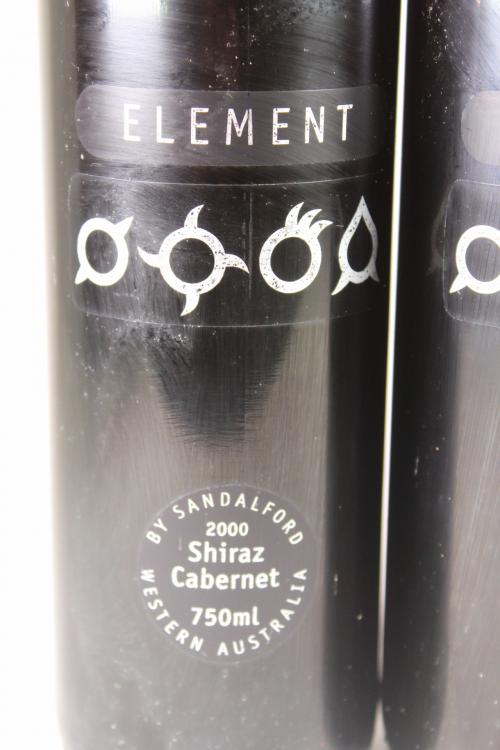 ELEMENT
BY SANDALFORD
2000
Shiraz
Cabernet
750ml
WESTERN AUSTRALIA